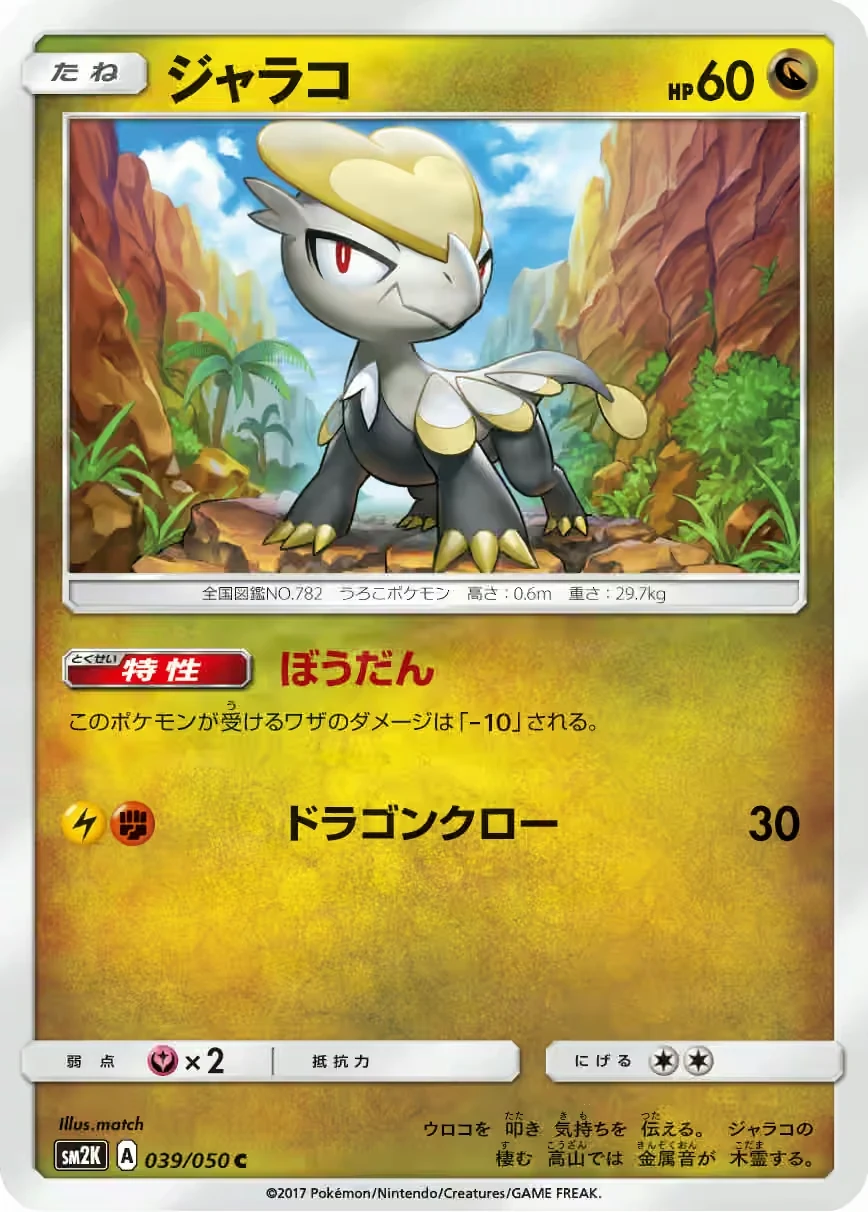 たね ジャラコ HP60
全国図鑑NO.782 うろこポケモン 高さ:0.6m 重さ:29.7kg
とくせい 特性 ぼうだん
う
このポケモンが受けるワザのダメージは「-10」される。
ドラゴンクロー 30
弱点 ×2 抵抗力 にげる
Illus.match
たた き も つた
ウロコを 叩き 気持ちを 伝える。 ジャラコの
す こうざん きんぞくおん こだま
棲む 高山では 金属音が 木霊する。
SM2K A 039/050 C
©2017 Pokémon/Nintendo/Creatures/GAME FREAK.